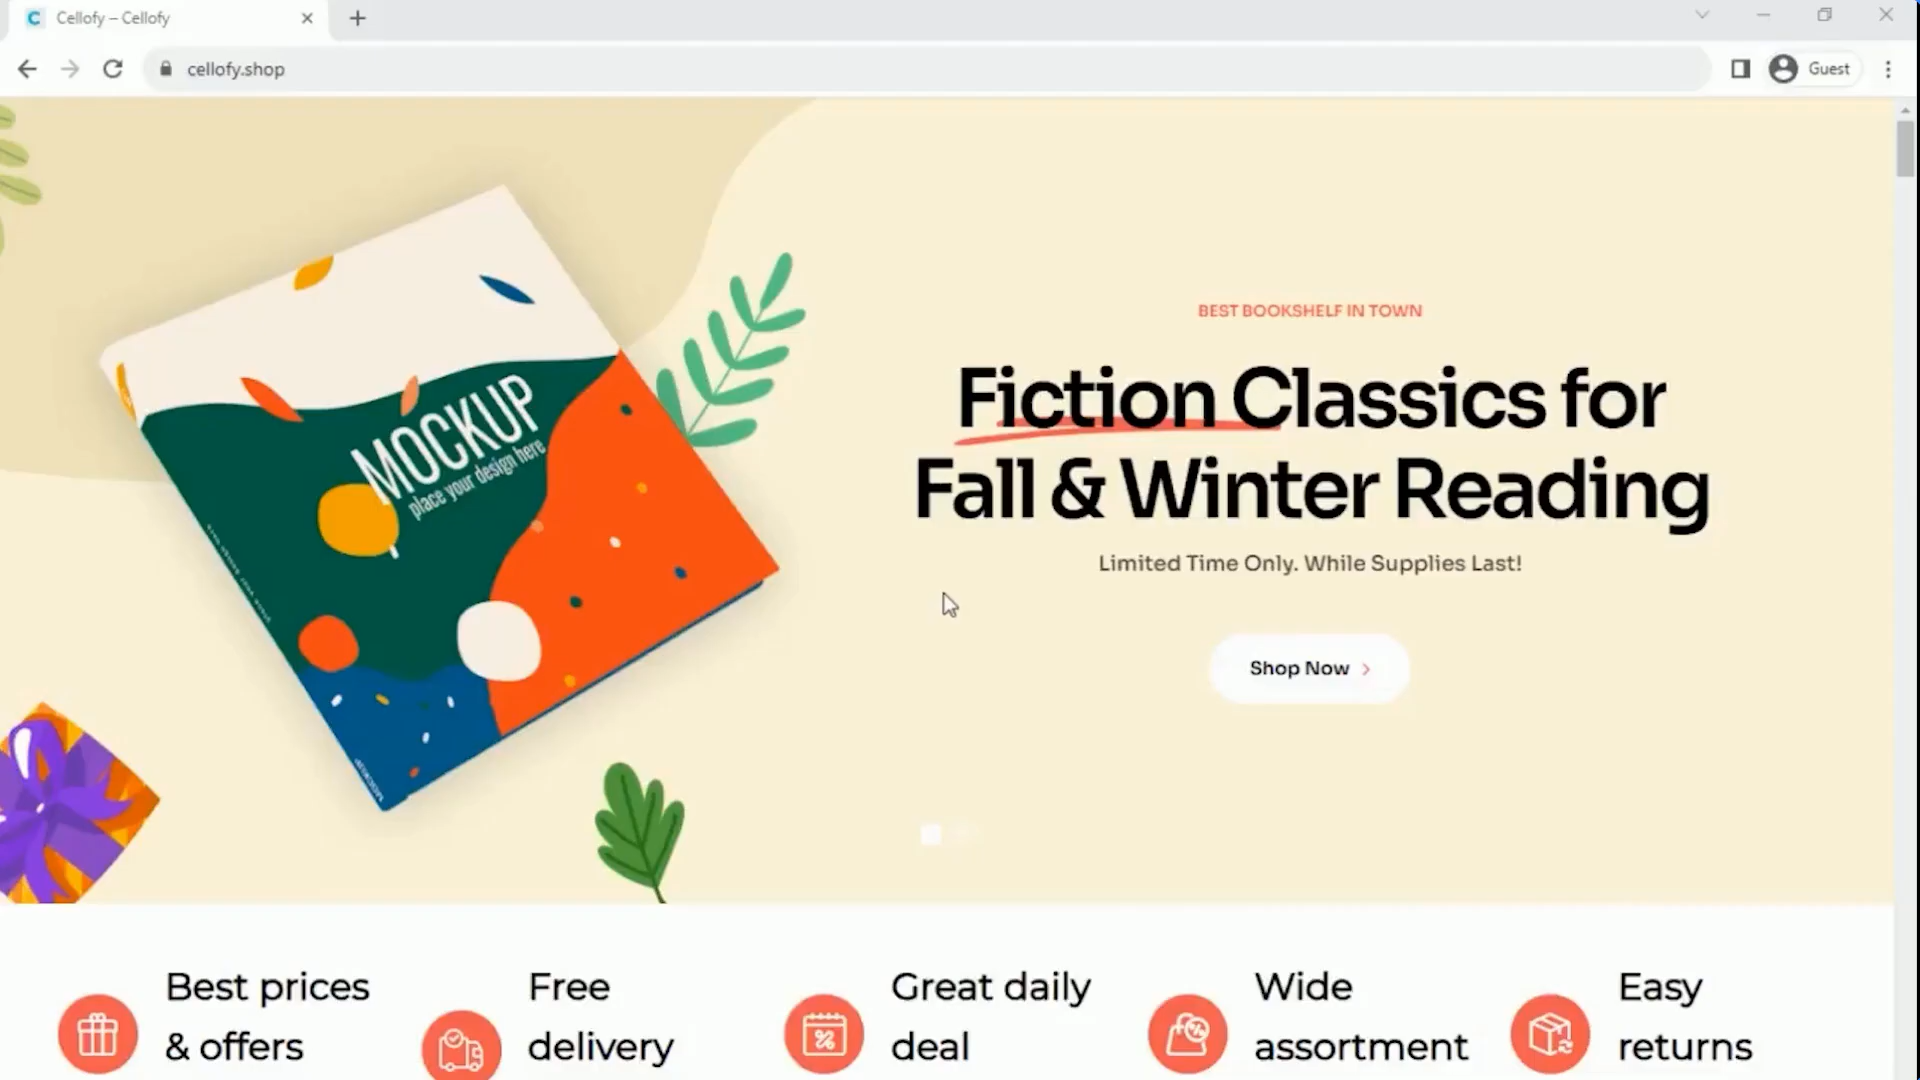 Cellofy – Cellofy
cellofy.shop
Guest
MOCKUP
place your design here
MOCKUP
BEST BOOKSHELF IN TOWN
Fiction Classics for
Fall & Winter Reading
Limited Time Only. While Supplies Last!
Shop Now
Best prices
& offers
Free
delivery
Great daily
deal
Wide
assortment
Easy
returns